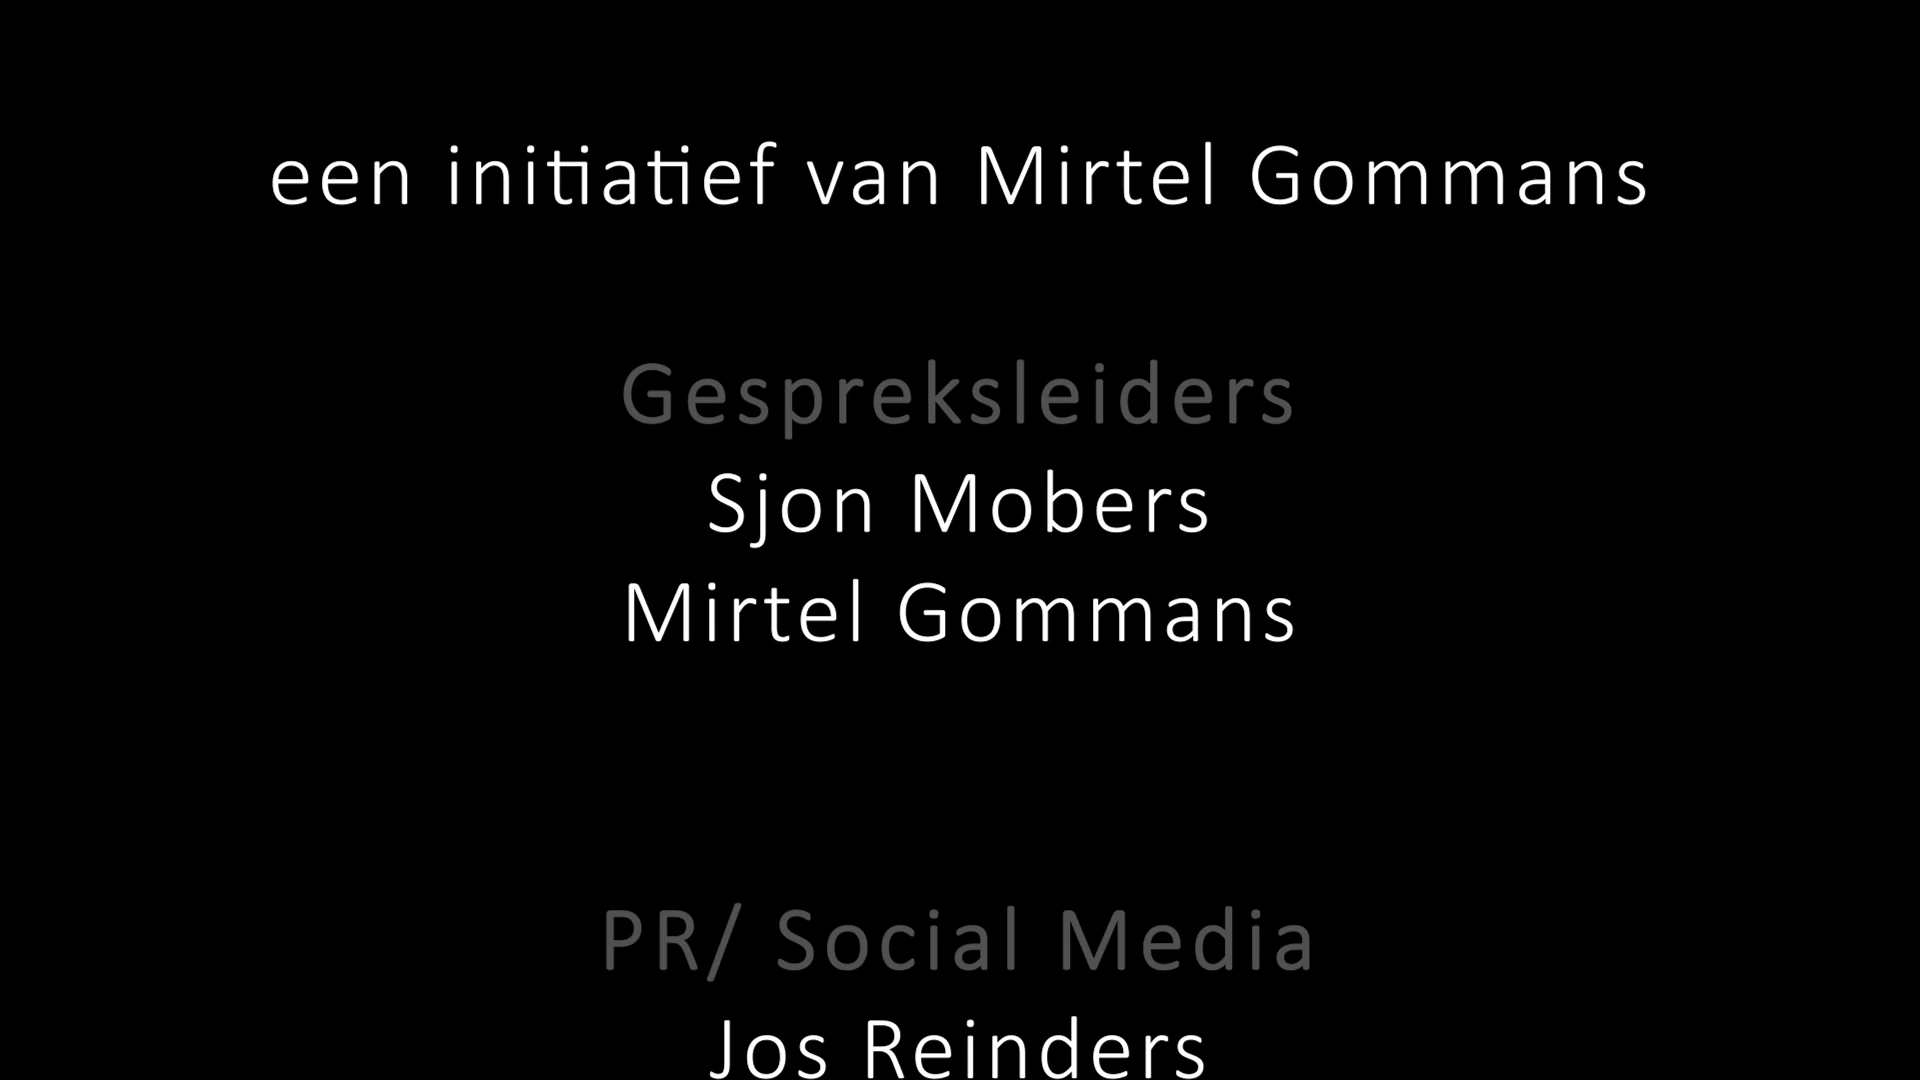 een initiatief van Mirtel Gommans
Gespreksleiders
Sjon Mobers
Mirtel Gommans
PR/ Social Media
Jos Reinders